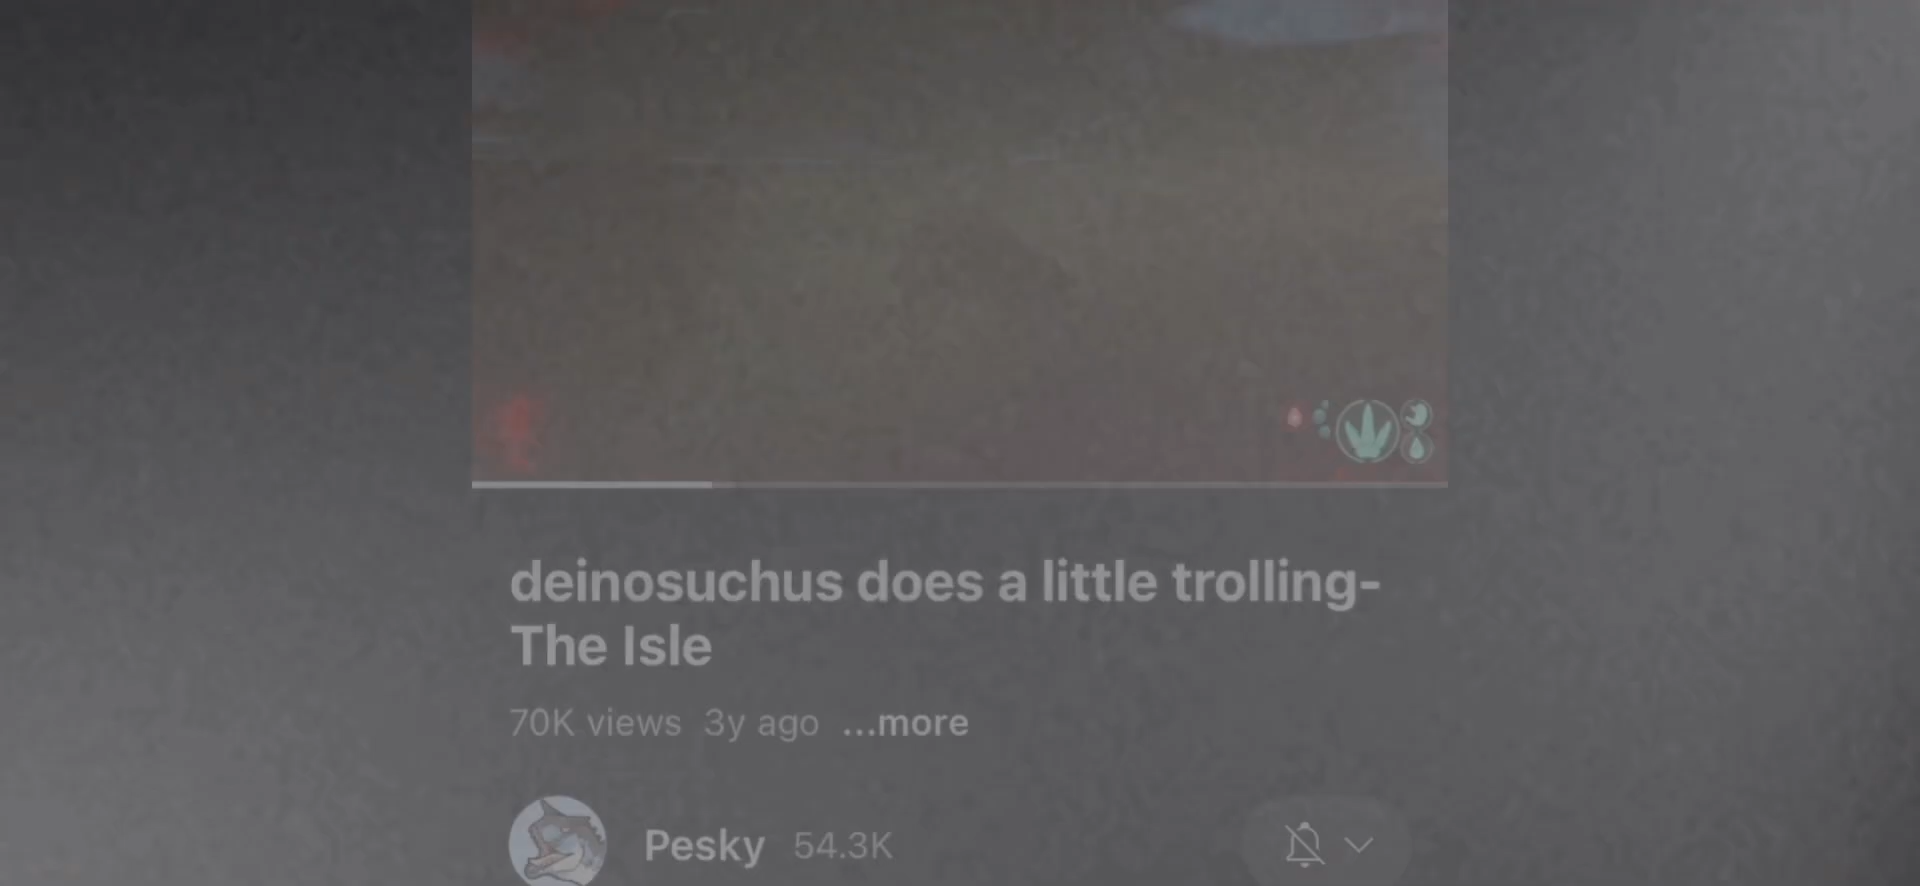 deinosuchus does a little trolling-
The Isle
70K views 3y ago ...more
Pesky 54.3K